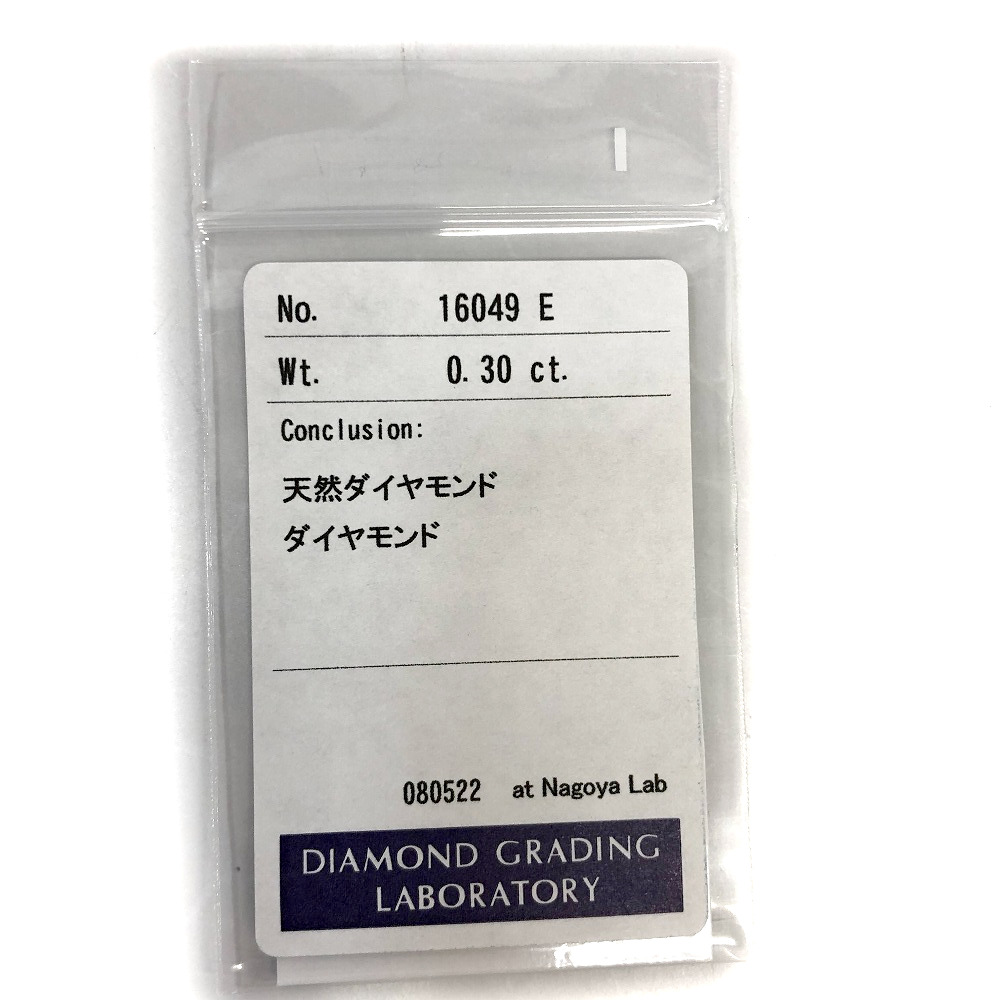 No. 16049 E
Wt. 0.30 ct.
Conclusion:
天然ダイヤモンド
ダイヤモンド
080522 at Nagoya Lab
DIAMOND GRADING
LABORATORY